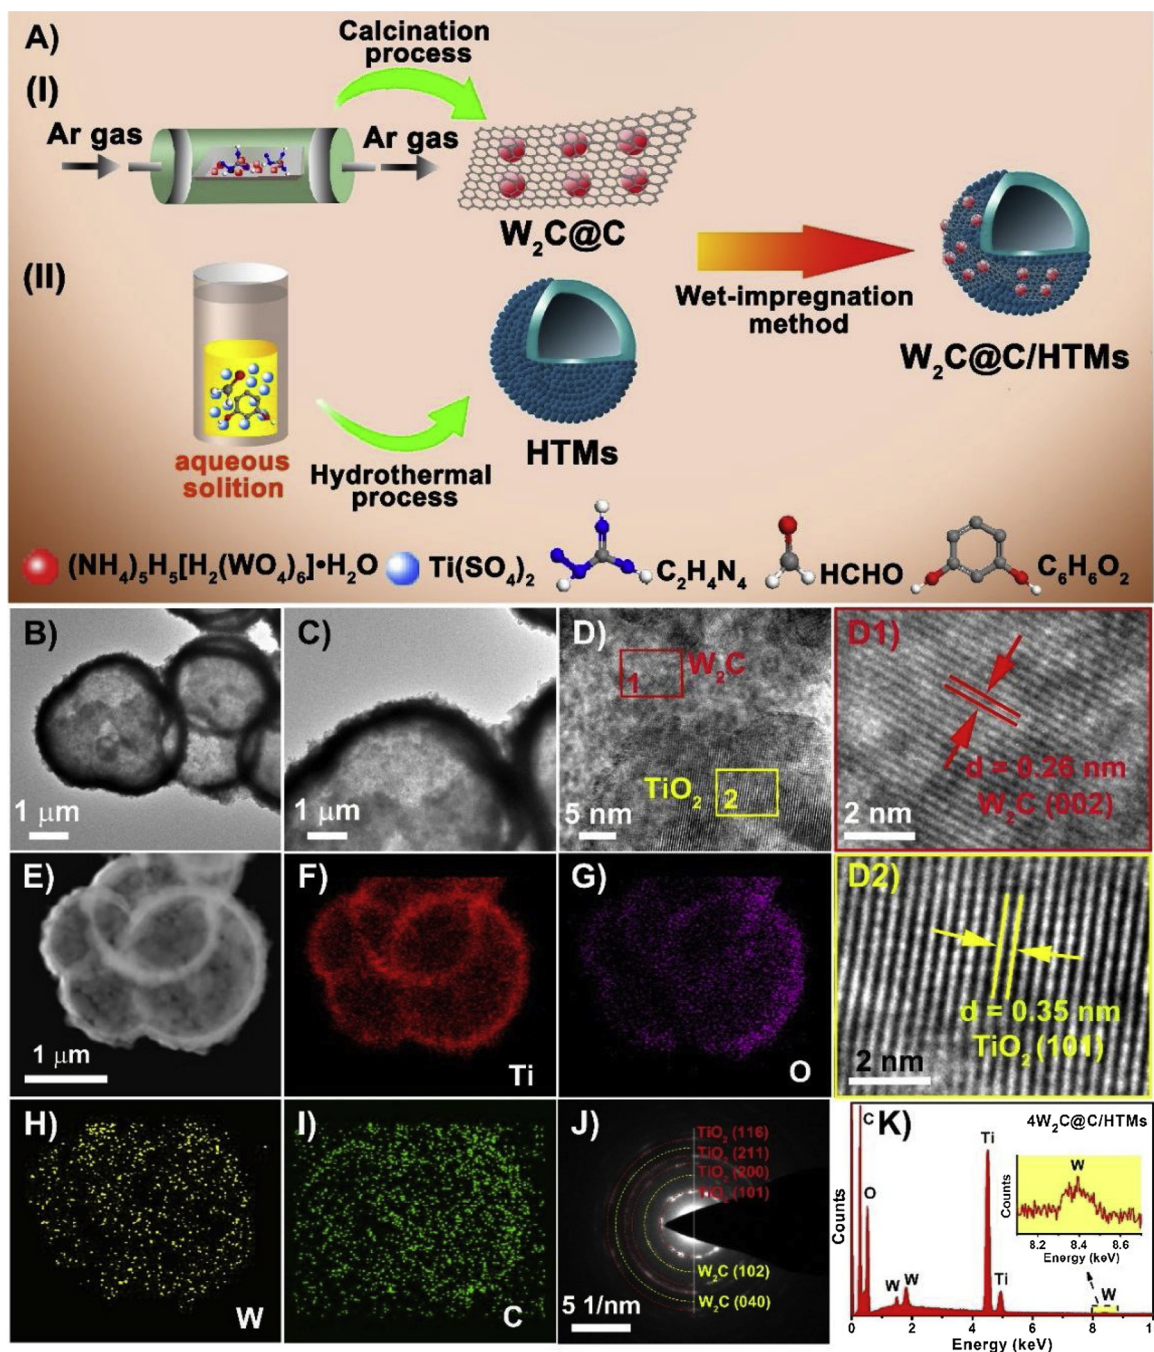 A)
Calcination
process
(I)
Ar gas
Ar gas
W₂C@C
(II)
Wet-impregnation
method
W₂C@C/HTMs
HTMs
aqueous
solition
Hydrothermal
process
(NH₄)₅H₅[H₂(WO₄)₆]•H₂O
Ti(SO₄)₂
C₂H₄N₄
HCHO
C₆H₆O₂
B)
1 μm
C)
1 μm
D)
W₂C
1
TiO₂
2
5 nm
D1)
d = 0.26 nm
W₂C (002)
2 nm
E)
1 μm
F)
Ti
G)
O
D2)
d = 0.35 nm
TiO₂ (101)
2 nm
H)
W
I)
C
J)
TiO₂ (116)
TiO₂ (211)
TiO₂ (200)
TiO₂ (101)
W₂C (102)
W₂C (040)
5 1/nm
K)
4W₂C@C/HTMs
C
O
W
W
Ti
Ti
W
Counts
W
Counts
8.2 8.4 8.6
Energy (keV)
0 2 4 6 8 1
Energy (keV)